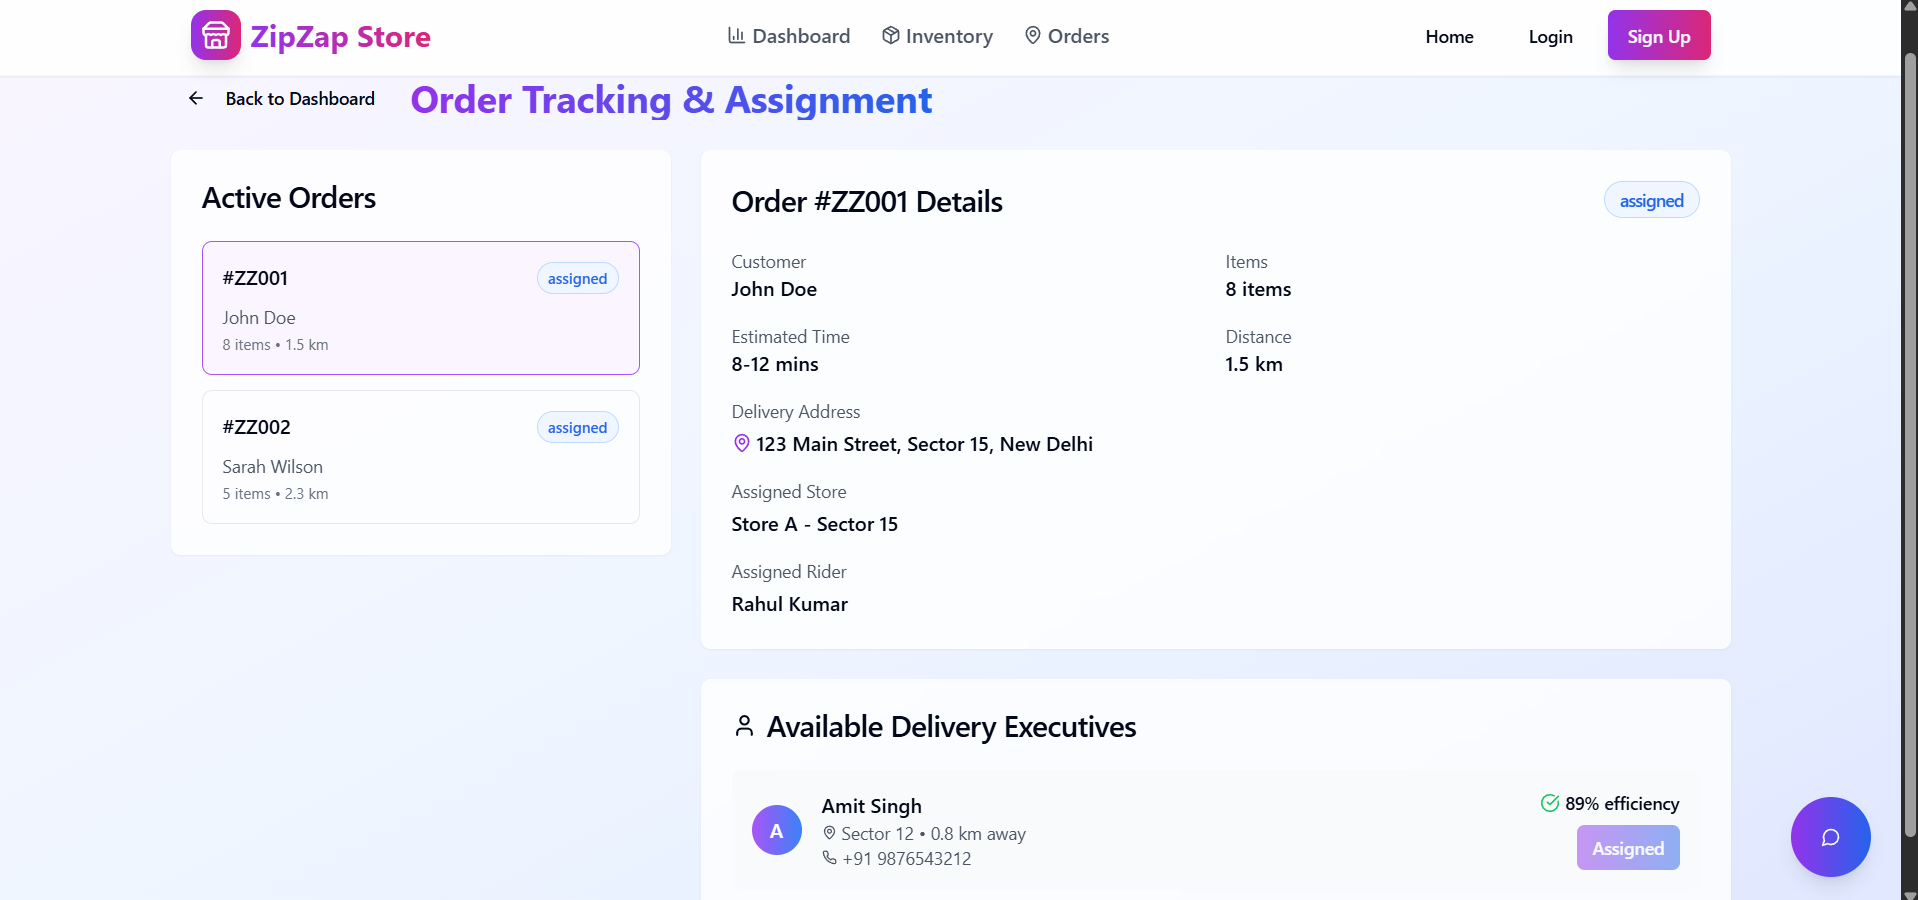 ZipZap Store
Dashboard
Inventory
Orders
Home
Login
Sign Up
Back to Dashboard
Order Tracking & Assignment
Active Orders
#ZZ001
assigned
John Doe
8 items • 1.5 km
#ZZ002
assigned
Sarah Wilson
5 items • 2.3 km
Order #ZZ001 Details
assigned
Customer
John Doe
Items
8 items
Estimated Time
8-12 mins
Distance
1.5 km
Delivery Address
123 Main Street, Sector 15, New Delhi
Assigned Store
Store A - Sector 15
Assigned Rider
Rahul Kumar
Available Delivery Executives
A
Amit Singh
Sector 12 • 0.8 km away
+91 9876543212
89% efficiency
Assigned